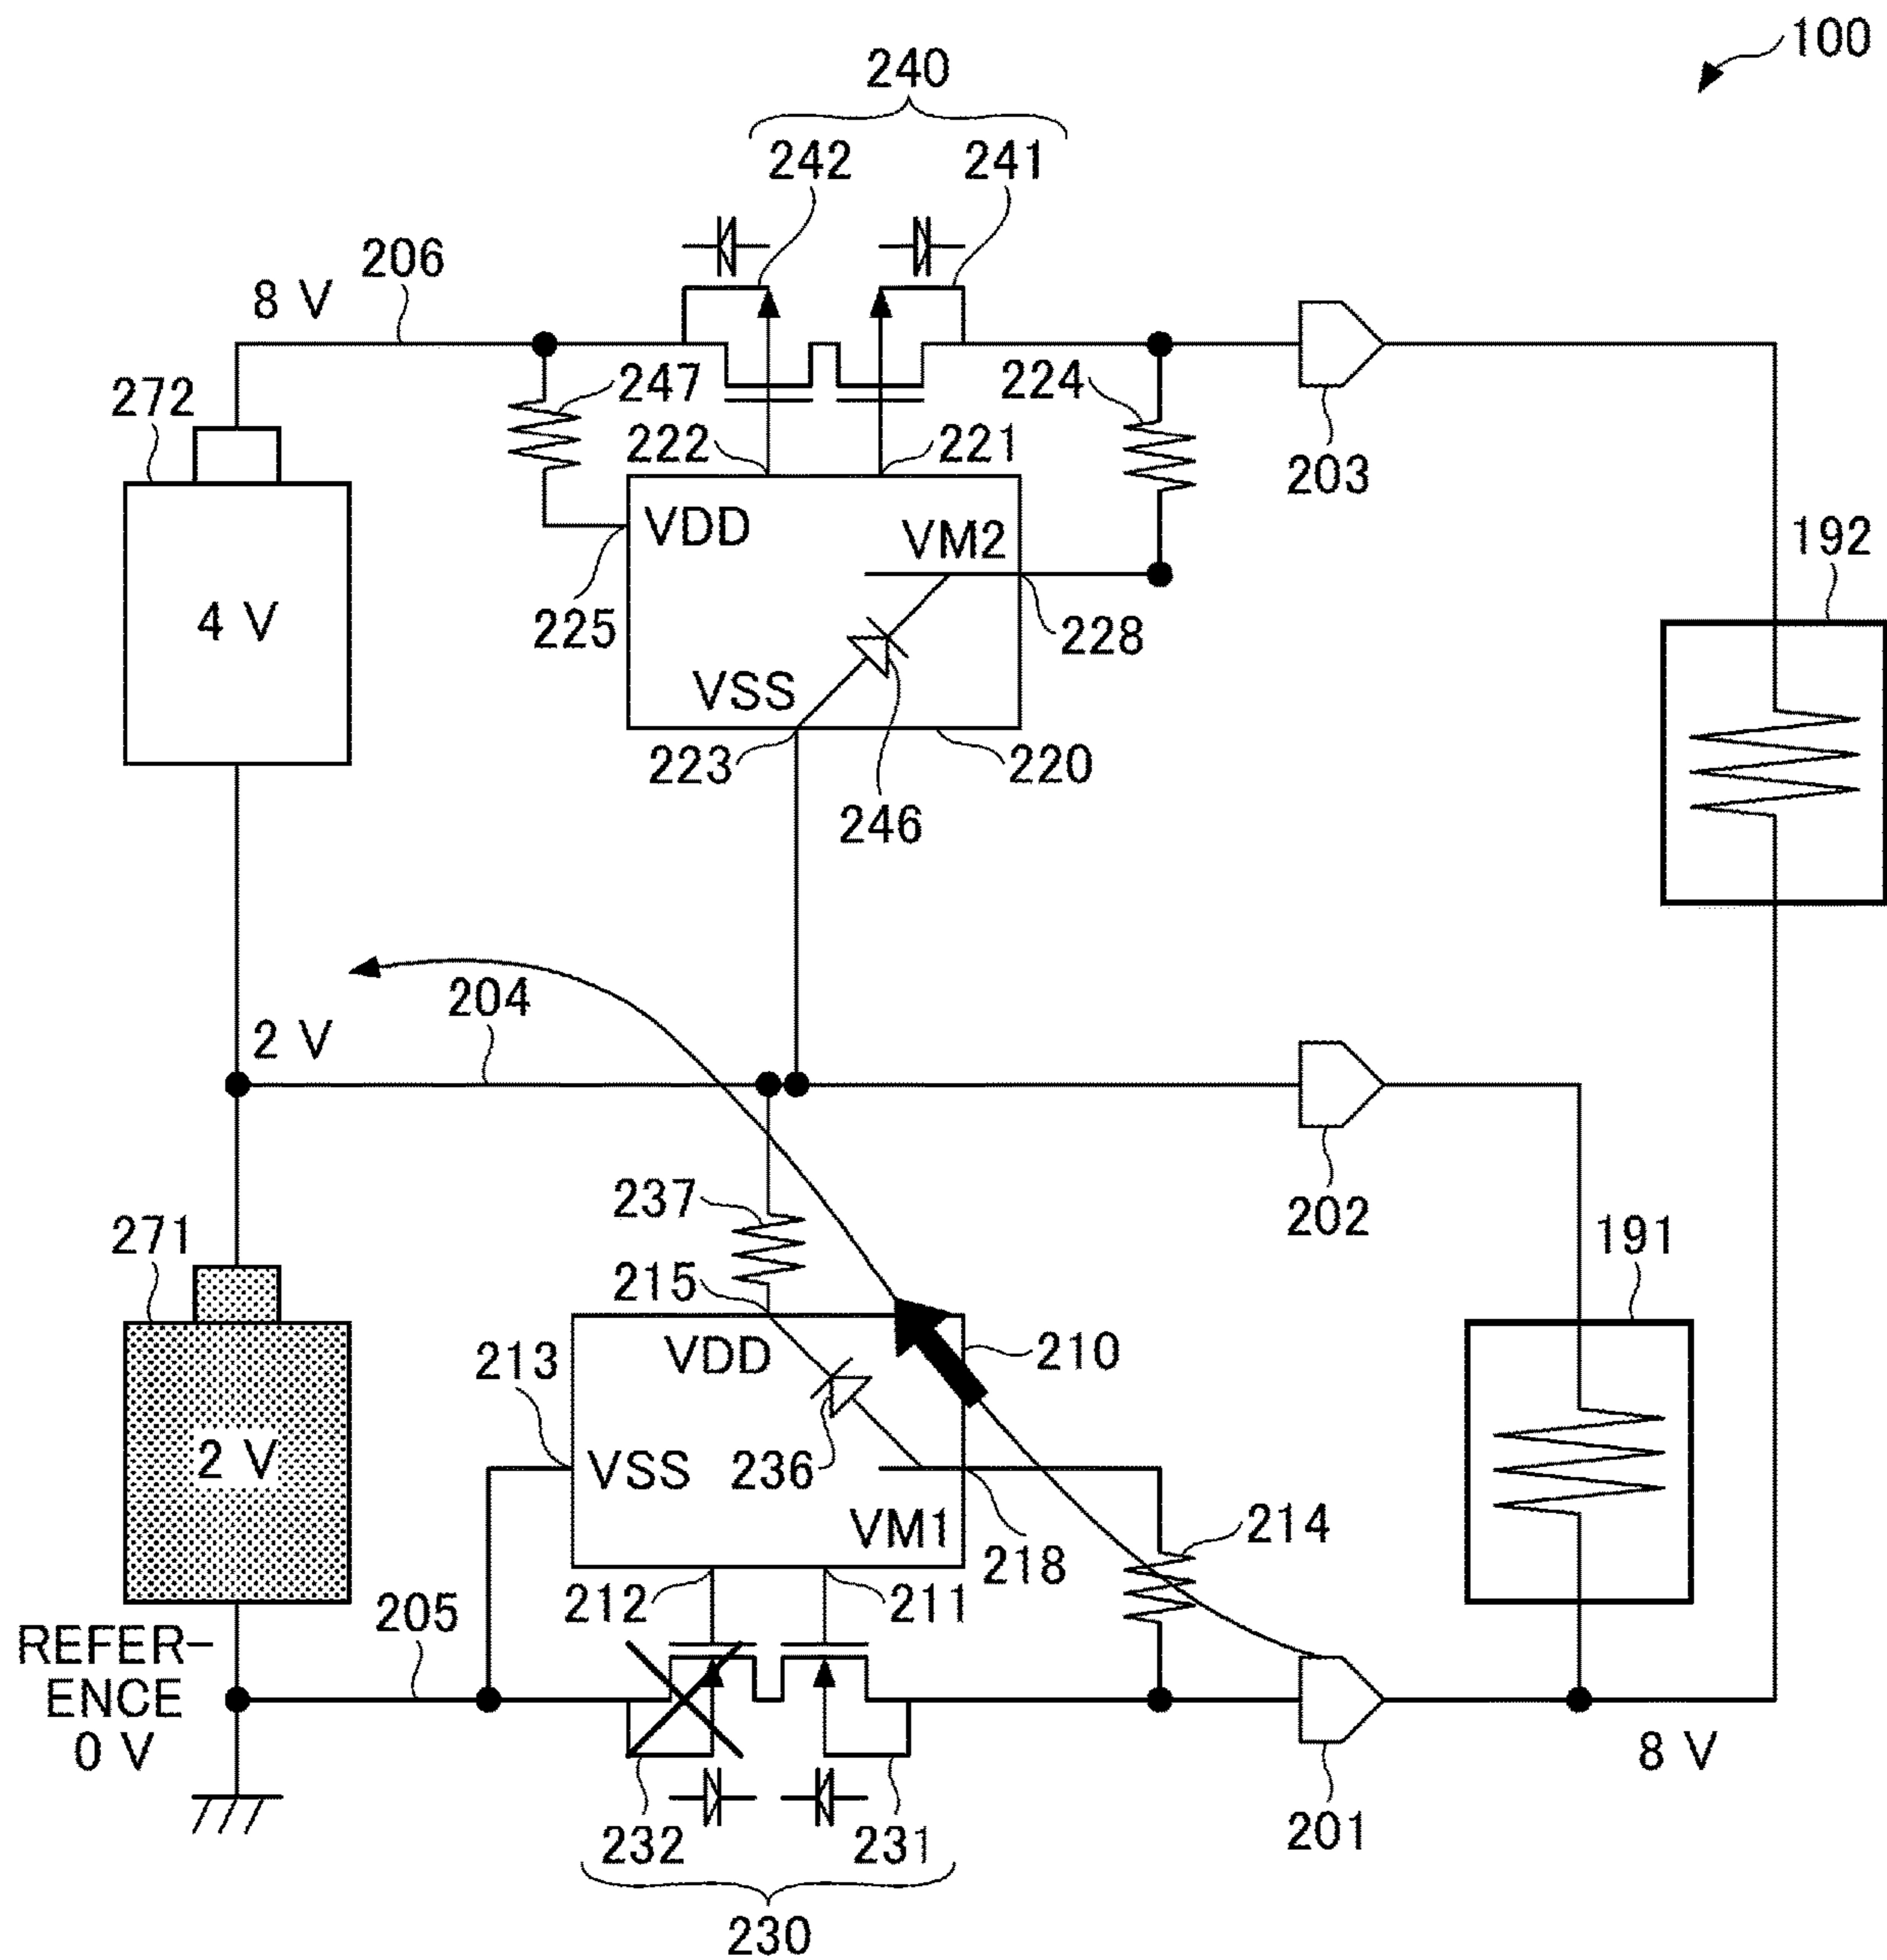 100
240
242 241
206
8 V
272
247
222
221
224
203
VDD
VM2
192
4 V
225
228
VSS
223
220
246
204
2 V
237
202
271
215
191
213
VDD
210
2 V
VSS
236
VM1
214
218
212
211
205
REFER-
ENCE
0 V
8 V
232
231
201
230